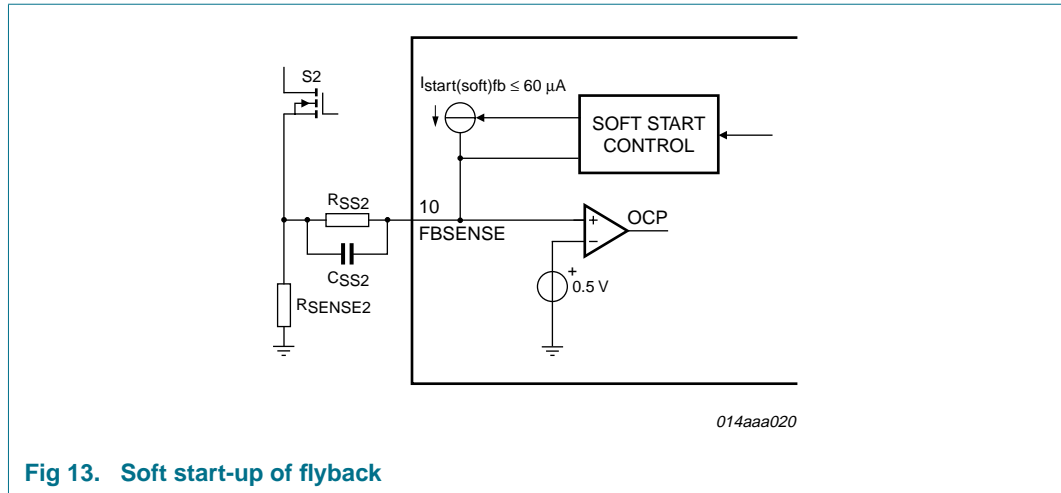 S2
Istart(soft)fb ≤ 60 μA
SOFT START
CONTROL
RSS2
10
FBSENSE
OCP
+
−
CSS2
+
0.5 V
RSENSE2
014aaa020
Fig 13. Soft start-up of flyback